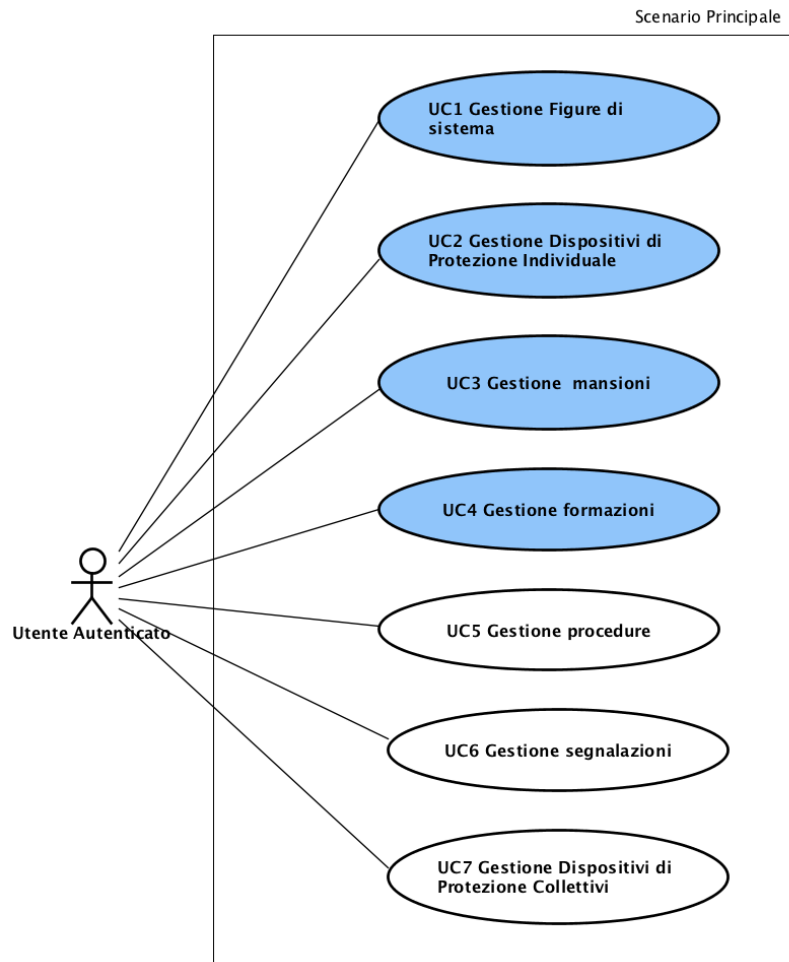 Scenario Principale
UC1 Gestione Figure di
sistema
UC2 Gestione Dispositivi di
Protezione Individuale
UC3 Gestione  mansioni
UC4 Gestione formazioni
Utente Autenticato
UC5 Gestione procedure
UC6 Gestione segnalazioni
UC7 Gestione Dispositivi di
Protezione Collettivi